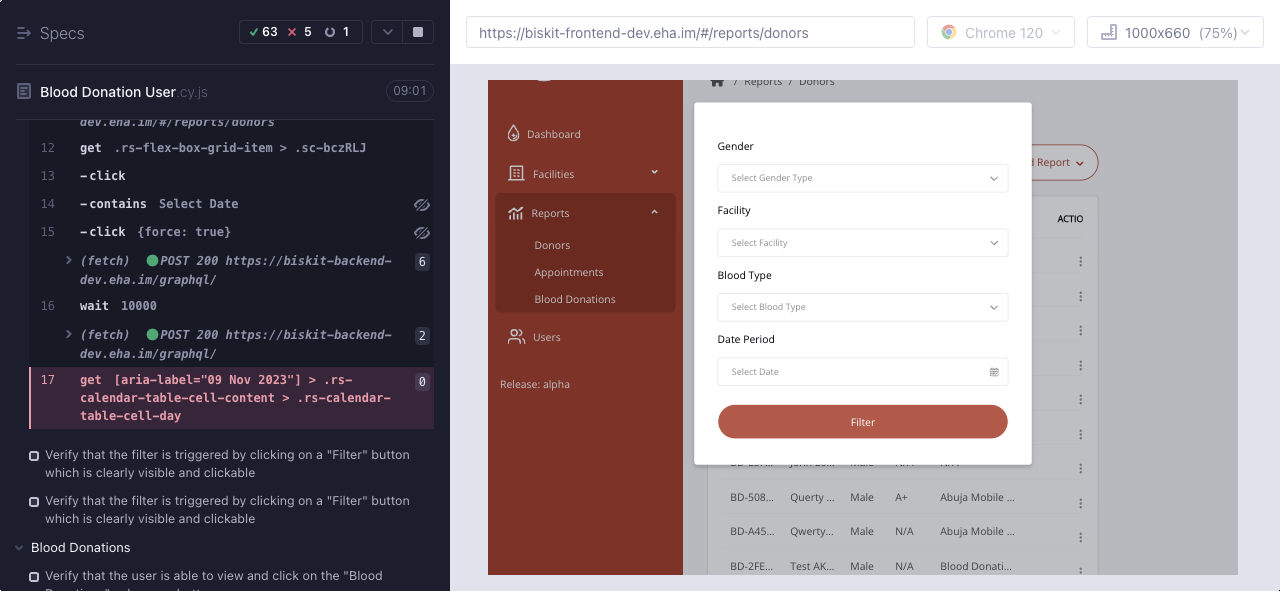 Specs
63 5 1
Blood Donation User.cy.js 09:01
dev.eha.im/#/reports/donors
12 get .rs-flex-box-grid-item > .sc-bczRLJ
13 -click
14 -contains Select Date
15 -click {force: true}
(fetch) POST 200 https://biskit-backend-
dev.eha.im/graphql/
6
16 wait 10000
(fetch) POST 200 https://biskit-backend-
dev.eha.im/graphql/
2
17 get [aria-label="09 Nov 2023"] > .rs-
calendar-table-cell-content > .rs-calendar-
table-cell-day
0
Verify that the filter is triggered by clicking on a "Filter" button
which is clearly visible and clickable
Verify that the filter is triggered by clicking on a "Filter" button
which is clearly visible and clickable
Blood Donations
Verify that the user is able to view and click on the "Blood
https://biskit-frontend-dev.eha.im/#/reports/donors
Chrome 120
1000x660 (75%)
/ Reports / Donors
Dashboard
Facilities
Reports
Donors
Appointments
Blood Donations
Users
Release: alpha
Gender
Select Gender Type
Facility
Select Facility
Blood Type
Select Blood Type
Date Period
Select Date
Filter
d Report
ACTIO
BD-508... Qwerty ... Male A+ Abuja Mobile ...
BD-A45... Qwerty... Male N/A Abuja Mobile ...
BD-2FE... Test AK... Male N/A Blood Donati...